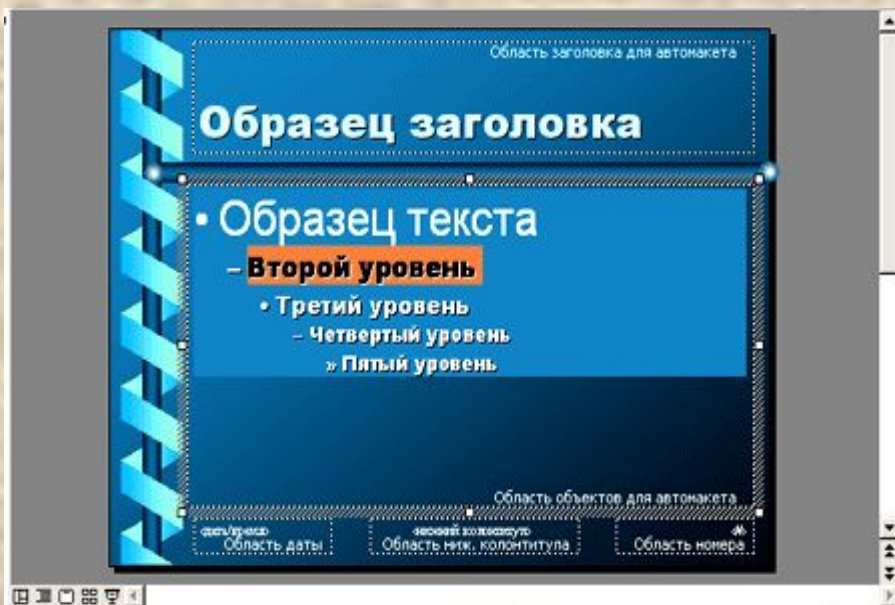 Область заголовка для автомакета
Образец заголовка
• Образец текста
– Второй уровень
• Третий уровень
– Четвертый уровень
» Пятый уровень
Область объектов для автомакета
Область даты
Область ниж. колонтитула
Область номера